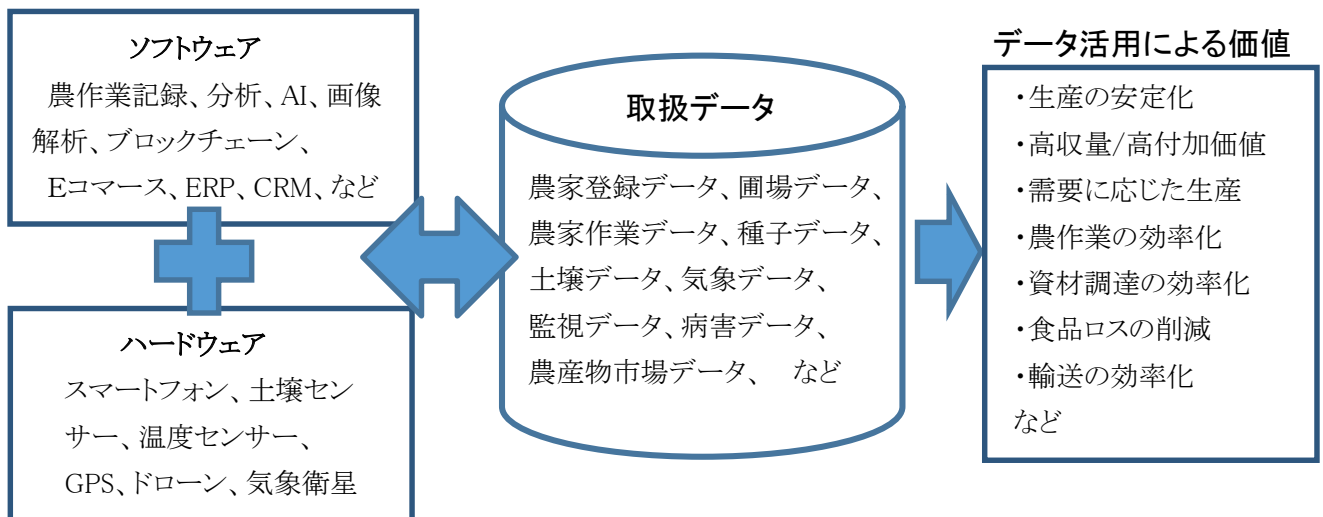 ソフトウェア
農作業記録、分析、AI、画像
解析、ブロックチェーン、
Eコマース、ERP、CRM、など
ハードウェア
スマートフォン、土壌セン
サー、温度センサー、
GPS、ドローン、気象衛星
取扱データ
農家登録データ、圃場データ、
農家作業データ、種子データ、
土壌データ、気象データ、
監視データ、病害データ、
農産物市場データ、 など
データ活用による価値
・生産の安定化
・高収量/高付加価値
・需要に応じた生産
・農作業の効率化
・資材調達の効率化
・食品ロスの削減
・輸送の効率化
など